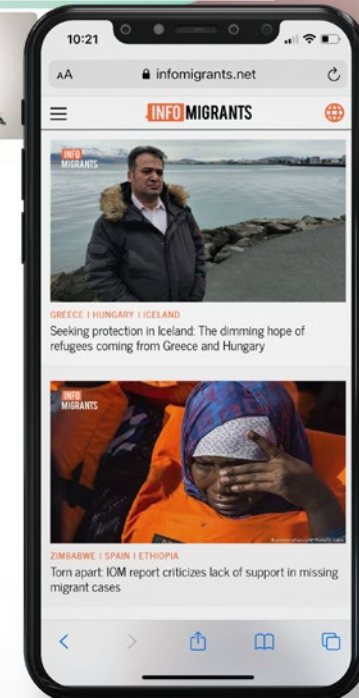 10:21
AA
infomigrants.net
INFO MIGRANTS
INFO
MIGRANTS
GREECE | HUNGARY | ICELAND
Seeking protection in Iceland: The dimming hope of
refugees coming from Greece and Hungary
INFO
MIGRANTS
ZIMBABWE | SPAIN | ETHIOPIA
Torn apart: IOM report criticizes lack of support in missing
migrant cases